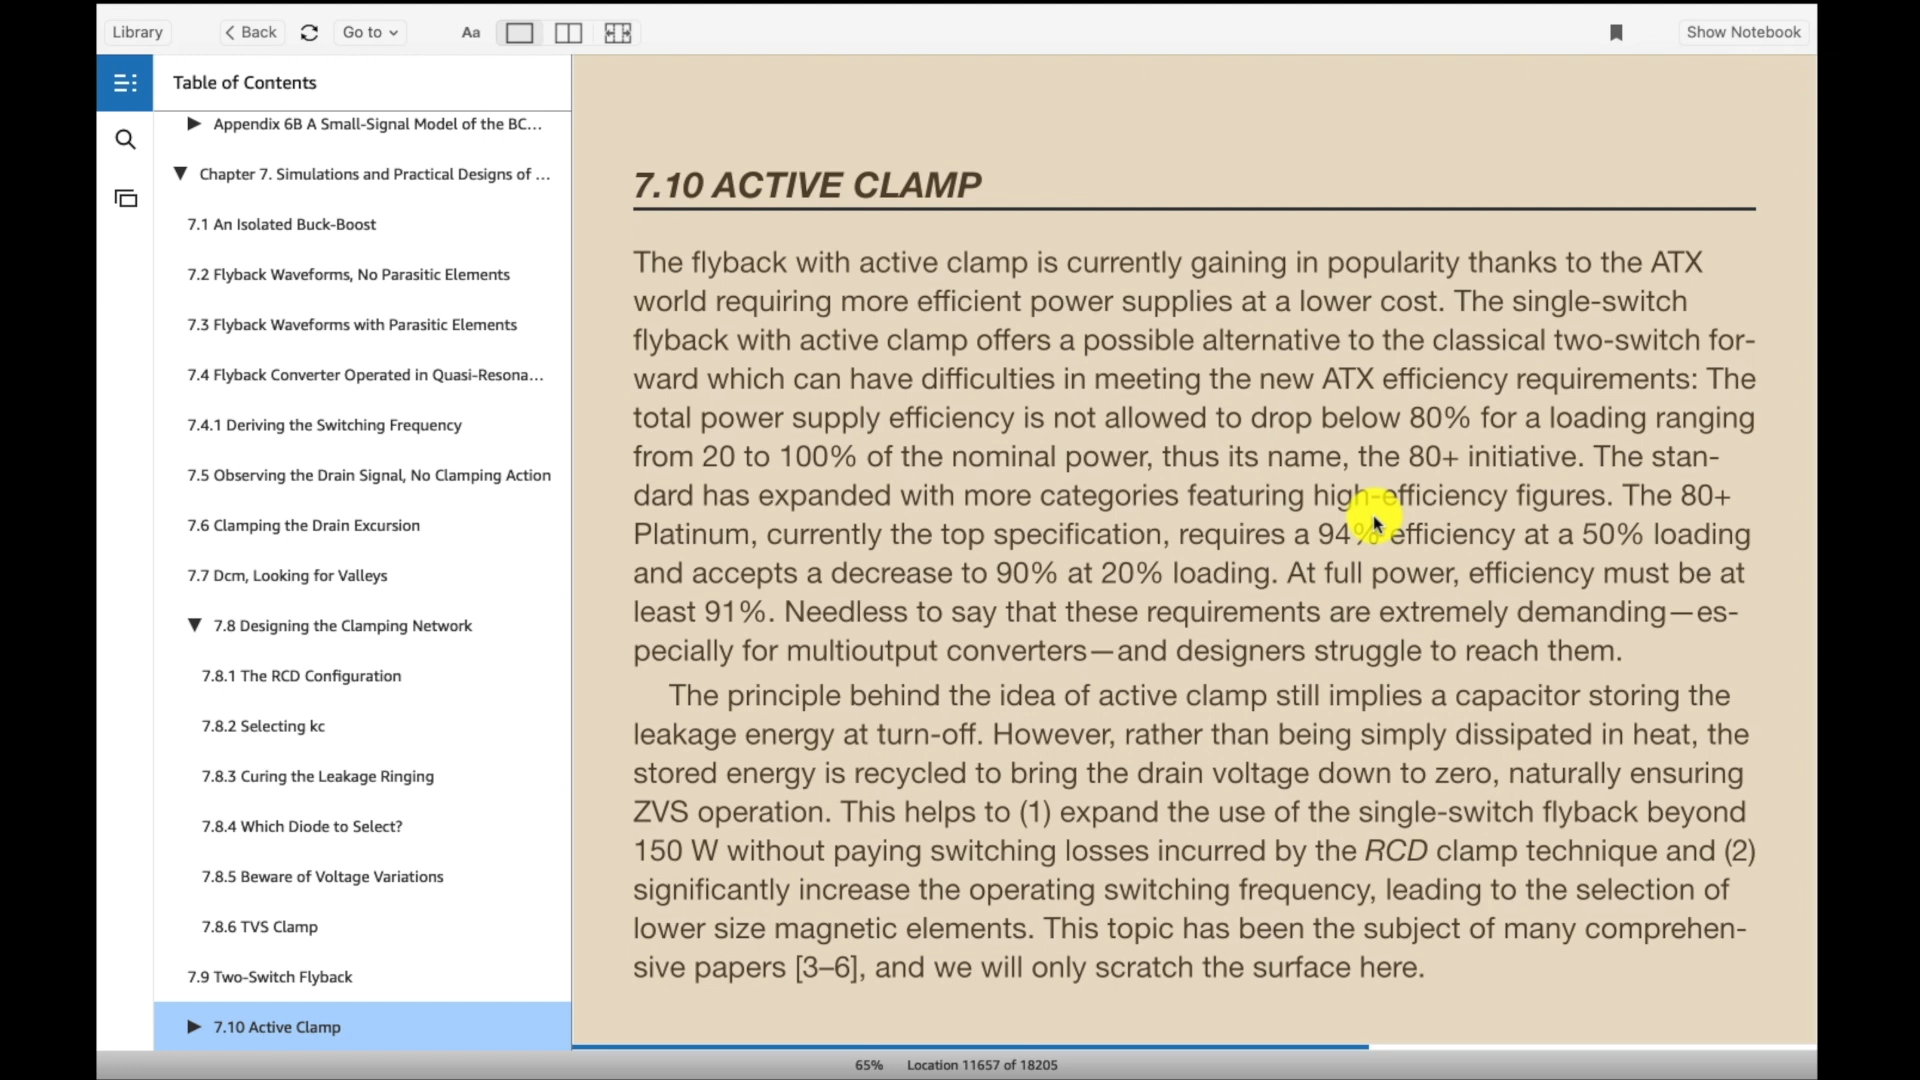 Library
Back
Go to
Aa
Show Notebook
Table of Contents
Appendix 6B A Small-Signal Model of the BC...
Chapter 7. Simulations and Practical Designs of ...
7.1 An Isolated Buck-Boost
7.2 Flyback Waveforms, No Parasitic Elements
7.3 Flyback Waveforms with Parasitic Elements
7.4 Flyback Converter Operated in Quasi-Resona...
7.4.1 Deriving the Switching Frequency
7.5 Observing the Drain Signal, No Clamping Action
7.6 Clamping the Drain Excursion
7.7 Dcm, Looking for Valleys
7.8 Designing the Clamping Network
7.8.1 The RCD Configuration
7.8.2 Selecting kc
7.8.3 Curing the Leakage Ringing
7.8.4 Which Diode to Select?
7.8.5 Beware of Voltage Variations
7.8.6 TVS Clamp
7.9 Two-Switch Flyback
7.10 Active Clamp
7.10 ACTIVE CLAMP
The flyback with active clamp is currently gaining in popularity thanks to the ATX
world requiring more efficient power supplies at a lower cost. The single-switch
flyback with active clamp offers a possible alternative to the classical two-switch for-
ward which can have difficulties in meeting the new ATX efficiency requirements: The
total power supply efficiency is not allowed to drop below 80% for a loading ranging
from 20 to 100% of the nominal power, thus its name, the 80+ initiative. The stan-
dard has expanded with more categories featuring high-efficiency figures. The 80+
Platinum, currently the top specification, requires a 94% efficiency at a 50% loading
and accepts a decrease to 90% at 20% loading. At full power, efficiency must be at
least 91%. Needless to say that these requirements are extremely demanding—es-
pecially for multioutput converters—and designers struggle to reach them.
The principle behind the idea of active clamp still implies a capacitor storing the
leakage energy at turn-off. However, rather than being simply dissipated in heat, the
stored energy is recycled to bring the drain voltage down to zero, naturally ensuring
ZVS operation. This helps to (1) expand the use of the single-switch flyback beyond
150 W without paying switching losses incurred by the RCD clamp technique and (2)
significantly increase the operating switching frequency, leading to the selection of
lower size magnetic elements. This topic has been the subject of many comprehen-
sive papers [3–6], and we will only scratch the surface here.
65% Location 11657 of 18205